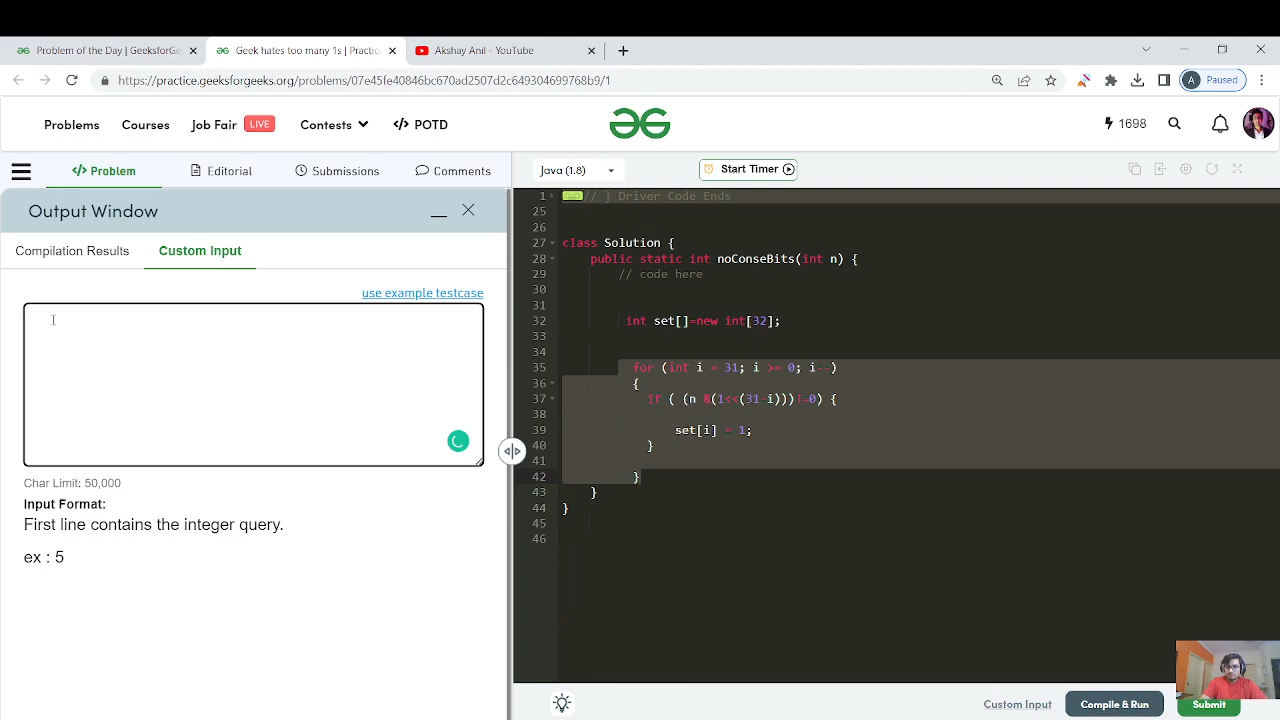 Problem of the Day | GeeksforGe
Geek hates too many 1s | Practic
Akshay Anil - YouTube
https://practice.geeksforgeeks.org/problems/07e45fe40846bc670ad2507d2c649304699768b9/1
A Paused
Problems
Courses
Job Fair LIVE
Contests
</> POTD
1698
</> Problem
Editorial
Submissions
Comments
Java (1.8)
Start Timer
Output Window
Compilation Results
Custom Input
use example testcase
Char Limit: 50,000
Input Format:
First line contains the integer query.
ex : 5
1 // } Driver Code Ends
25
26
27 class Solution {
28 public static int noConseBits(int n) {
29 // code here
30
31
32 int set[]=new int[32];
33
34
35 for (int i = 31; i >= 0; i--)
36 {
37 if ( (n &(1<<(31-i)))!=0) {
38
39 set[i] = 1;
40 }
41
42 }
43 }
44 }
45
46
Custom Input
Compile & Run
Submit